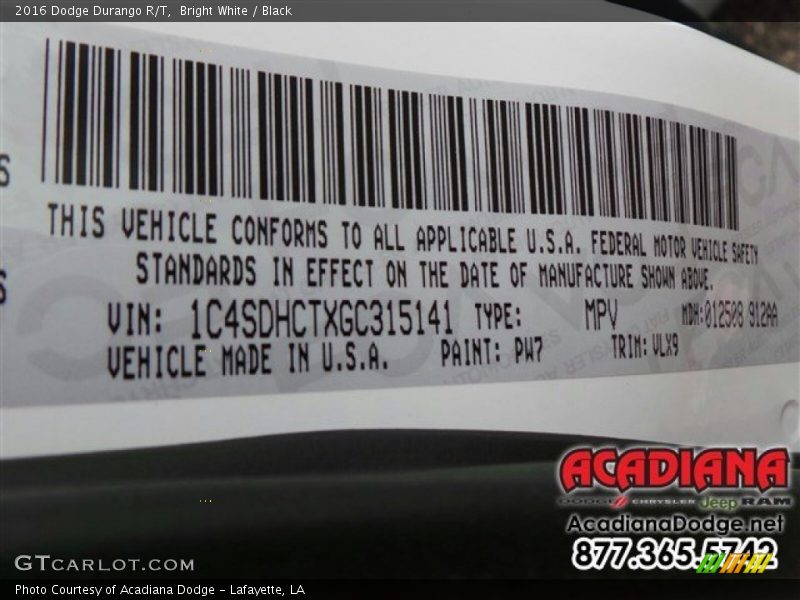 2016 Dodge Durango R/T, Bright White / Black
THIS VEHICLE CONFORMS TO ALL APPLICABLE U.S.A. FEDERAL MOTOR VEHICLE SAFETY
STANDARDS IN EFFECT ON THE DATE OF MANUFACTURE SHOWN ABOVE.
VIN: 1C4SDHCTXGC315141 TYPE: MPV MDH:012508 912AA
VEHICLE MADE IN U.S.A. PAINT: PW7 TRIM: VLX9
ACADIANA
DODGE CHRYSLER Jeep RAM
AcadianaDodge.net
877.365.5742
GTCARLOT.COM
Photo Courtesy of Acadiana Dodge - Lafayette, LA